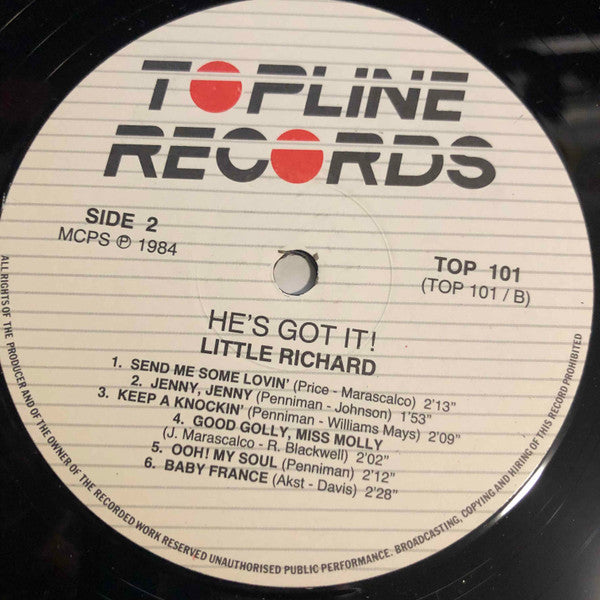 TOPLINE
RECORDS
SIDE 2
MCPS ℗ 1984
TOP 101
(TOP 101 / B)
HE'S GOT IT!
LITTLE RICHARD
1. SEND ME SOME LOVIN' (Price - Marascalco) 2'13"
2. JENNY, JENNY (Penniman - Johnson) 1'53"
3. KEEP A KNOCKIN' (Penniman - Williams Mays) 2'09"
4. GOOD GOLLY, MISS MOLLY
(J. Marascalco - R. Blackwell) 2'02"
5. OOH! MY SOUL (Penniman) 2'12"
6. BABY FRANCE (Akst - Davis) 2'28"
ALL RIGHTS OF THE PRODUCER AND OF THE OWNER OF THE RECORDED WORK RESERVED UNAUTHORISED PUBLIC PERFORMANCE. BROADCASTING, COPYING AND HIRING OF THIS RECORD PROHIBITED